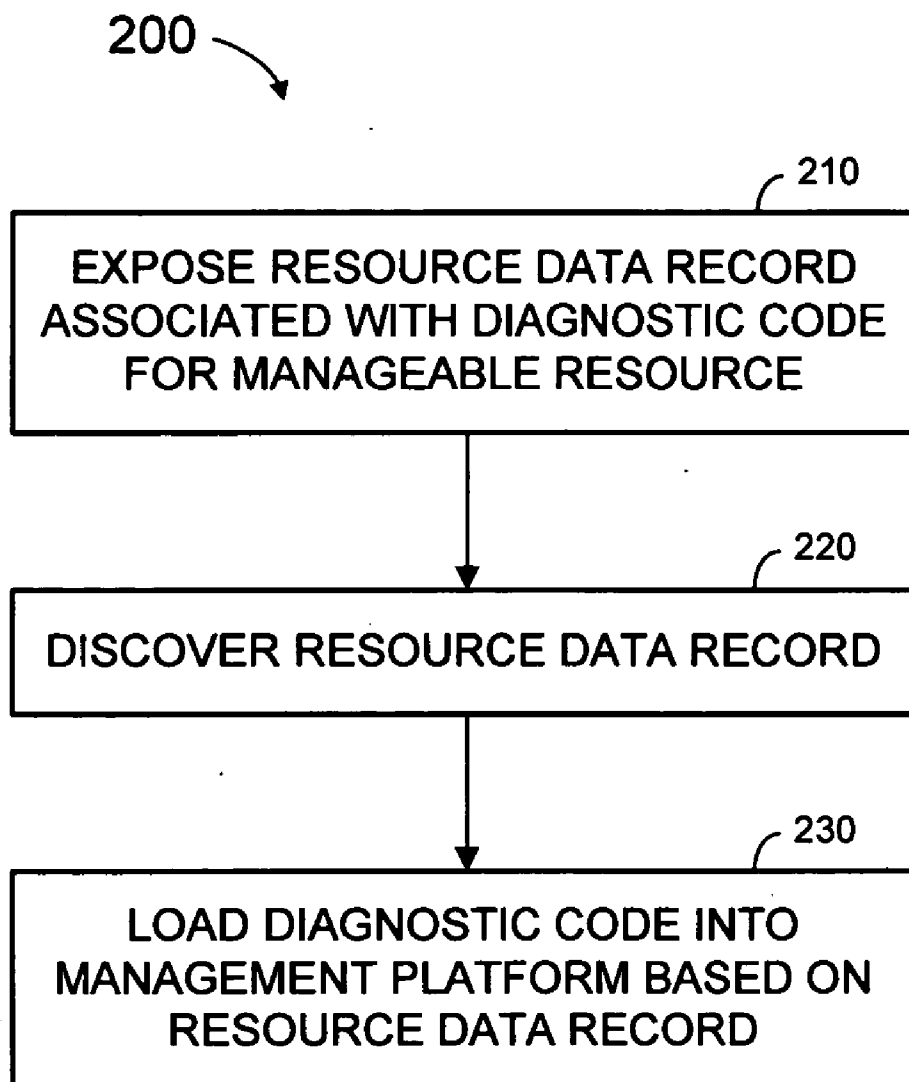 200
210
EXPOSE RESOURCE DATA RECORD
ASSOCIATED WITH DIAGNOSTIC CODE
FOR MANAGEABLE RESOURCE
220
DISCOVER RESOURCE DATA RECORD
230
LOAD DIAGNOSTIC CODE INTO
MANAGEMENT PLATFORM BASED ON
RESOURCE DATA RECORD